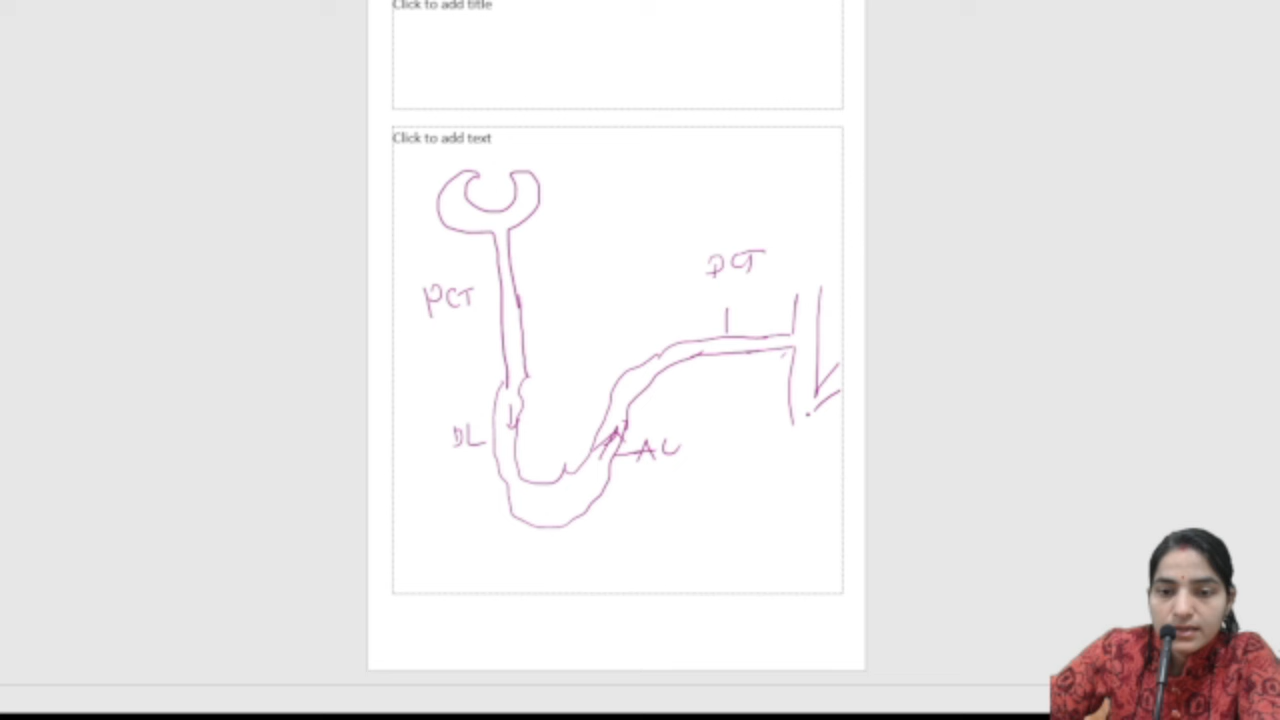 Click to add title
Click to add text
PCT
DCT
DL
AL